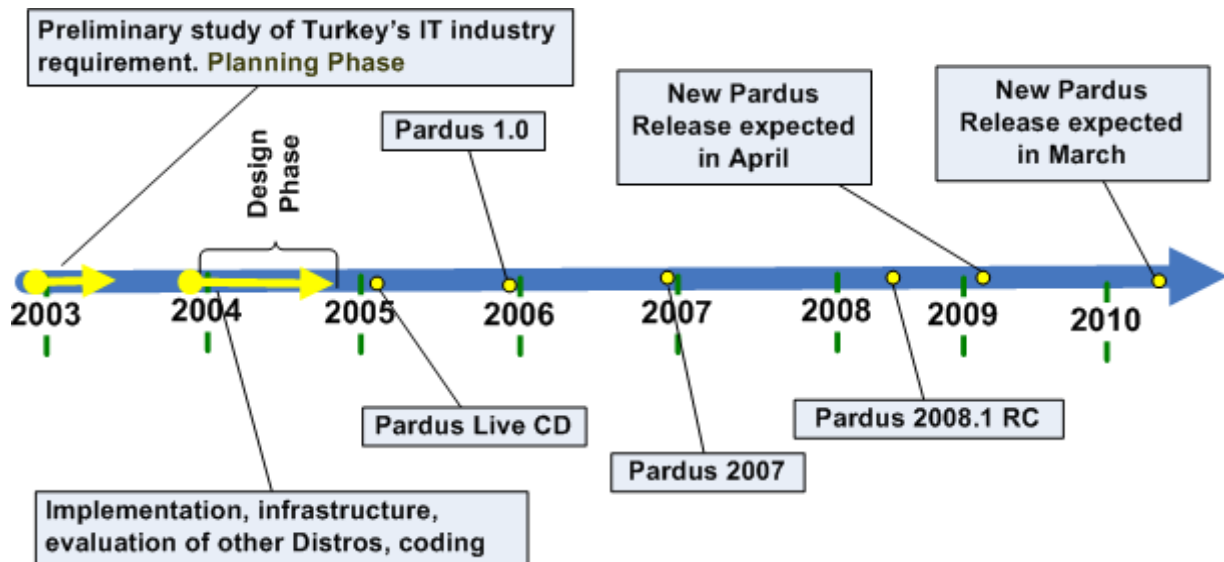 Preliminary study of Turkey's IT industry
requirement. Planning Phase
Design
Phase
Pardus 1.0
New Pardus
Release expected
in April
New Pardus
Release expected
in March
2003
2004
2005
2006
2007
2008
2009
2010
Pardus Live CD
Pardus 2008.1 RC
Pardus 2007
Implementation, infrastructure,
evaluation of other Distros, coding